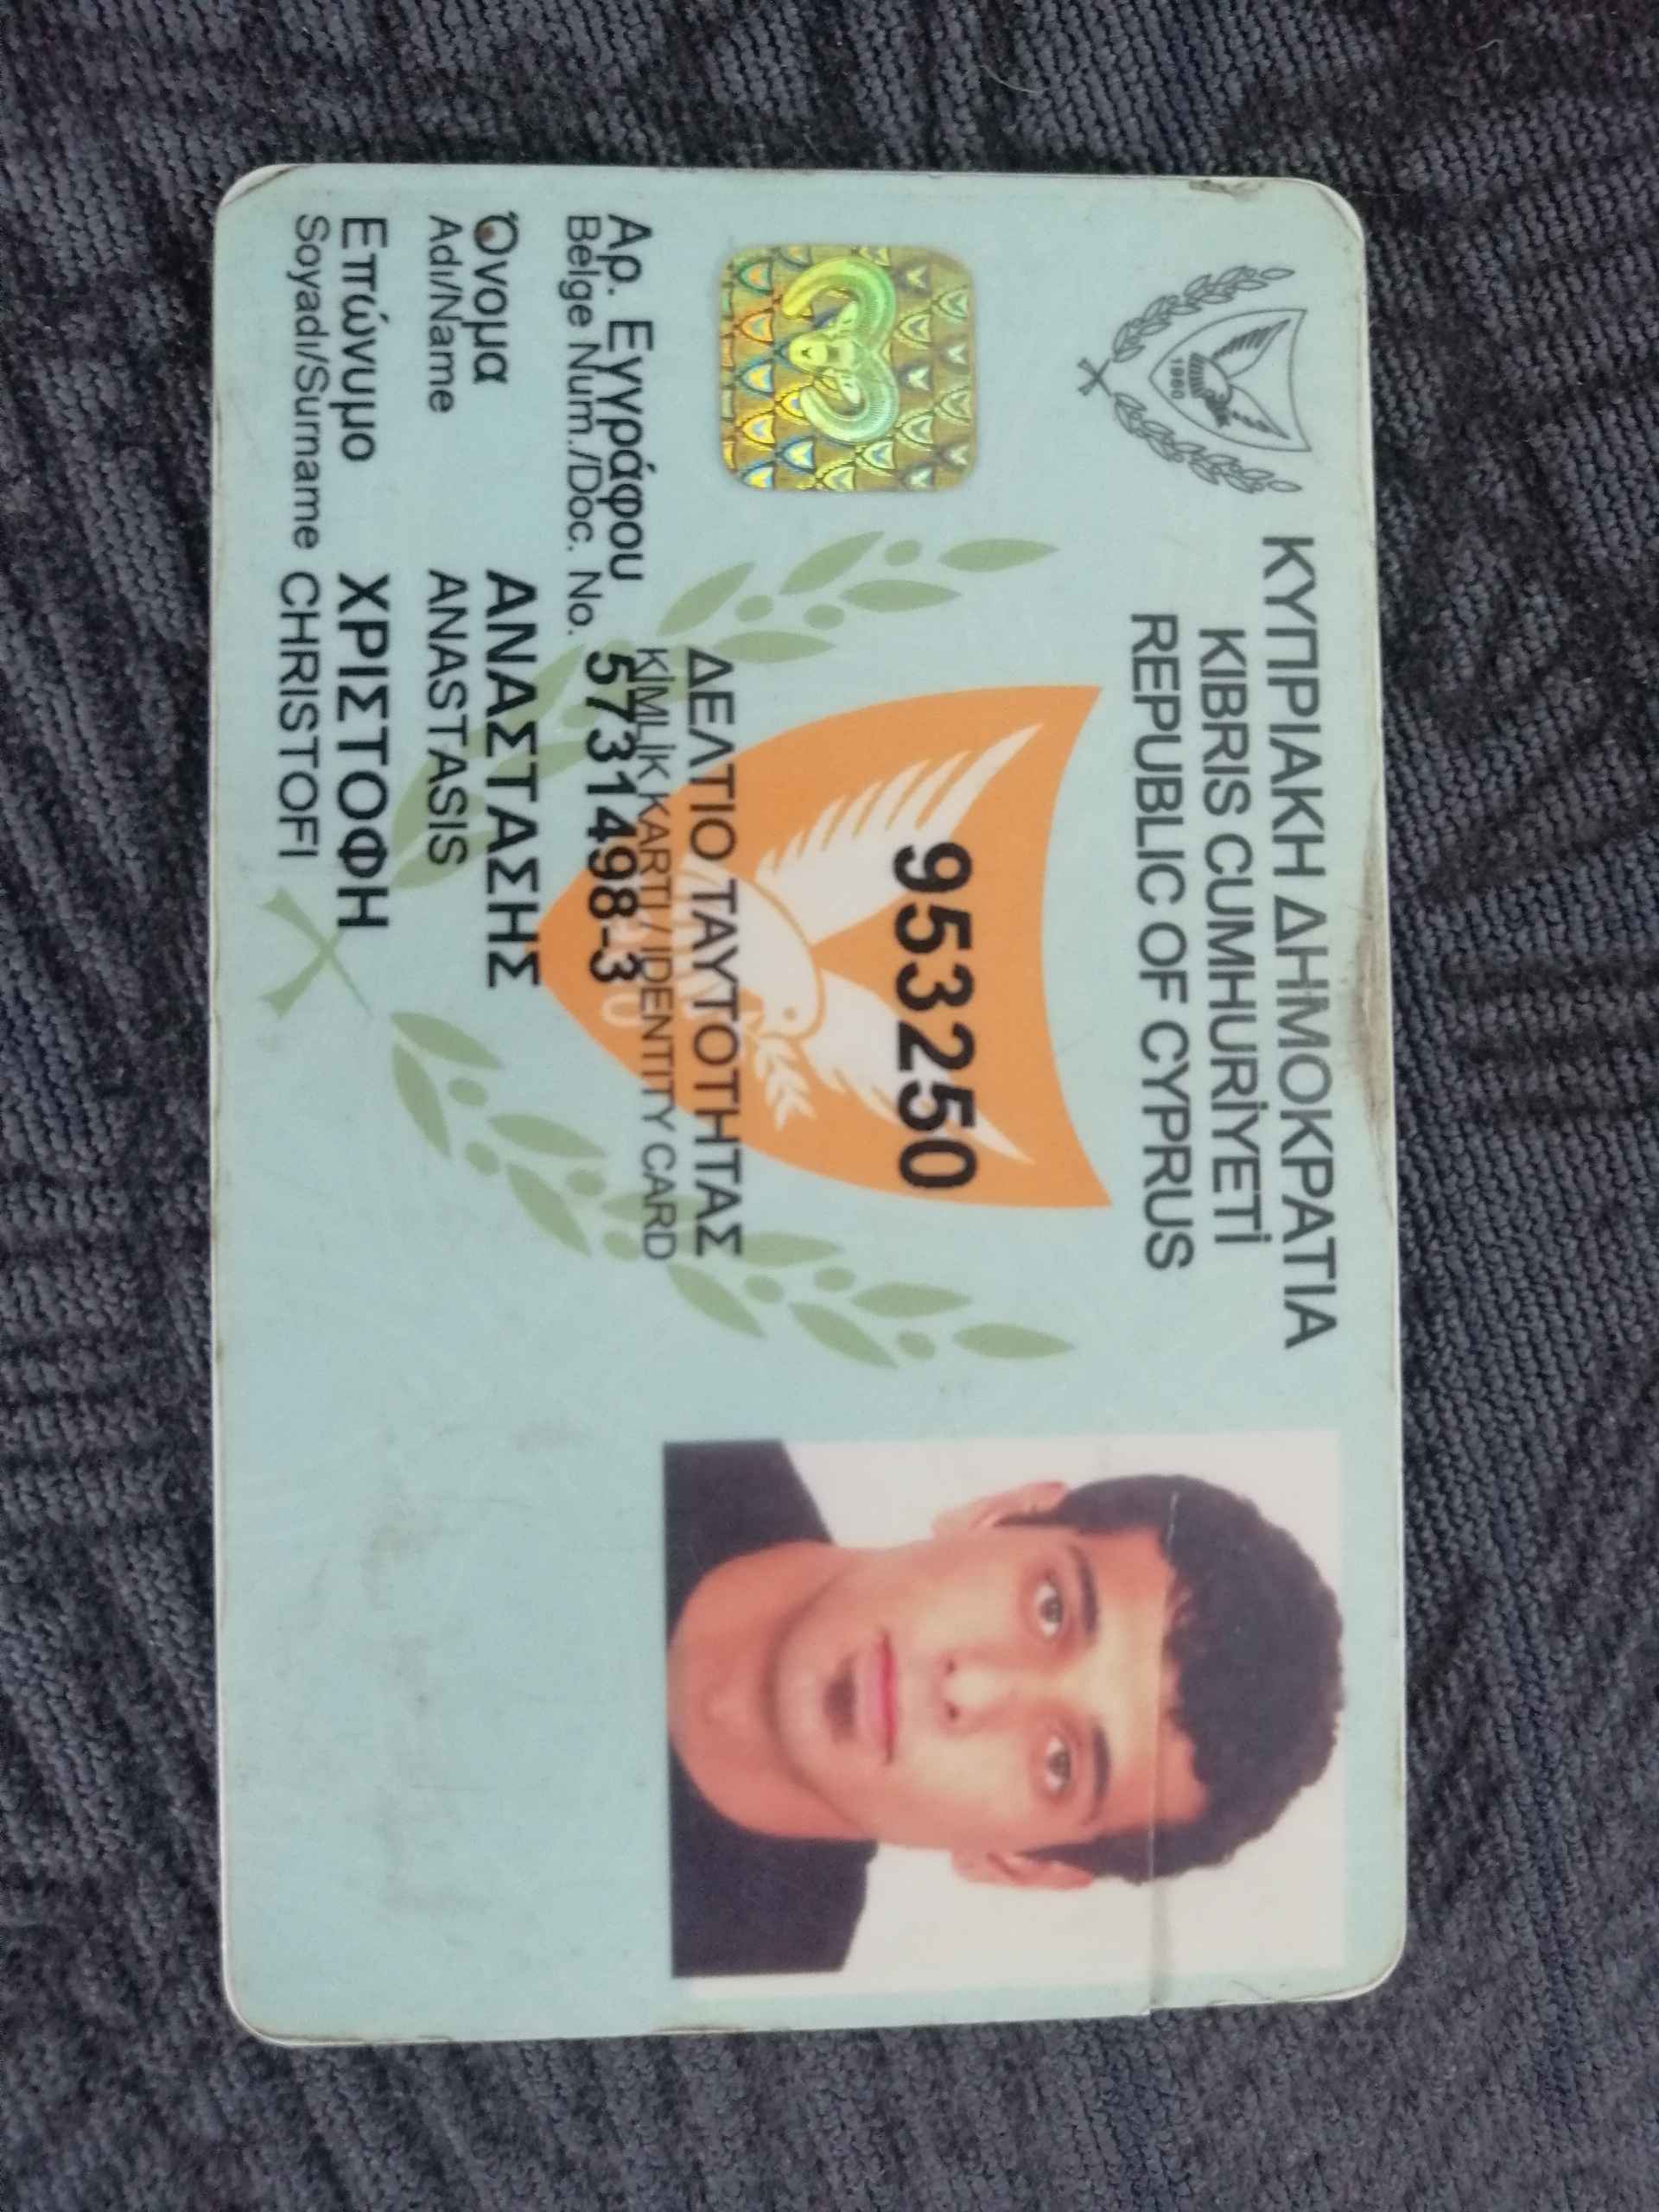 ΚΥΠΡΙΑΚΗ ΔΗΜΟΚΡΑΤΙΑ
KIBRIS CUMHURİYETİ
REPUBLIC OF CYPRUS
1960
953250
ΔΕΛΤΙΟ ΤΑΥΤΟΤΗΤΑΣ
KİMLİK KARTI / IDENTITY CARD
Αρ. Εγγράφου 5731498-3
Belge Num./Doc. No.
Όνομα ΑΝΑΣΤΑΣΗΣ
Adı/Name ANASTASIS
Επώνυμο ΧΡΙΣΤΟΦΗ
Soyadı/Surname CHRISTOFI